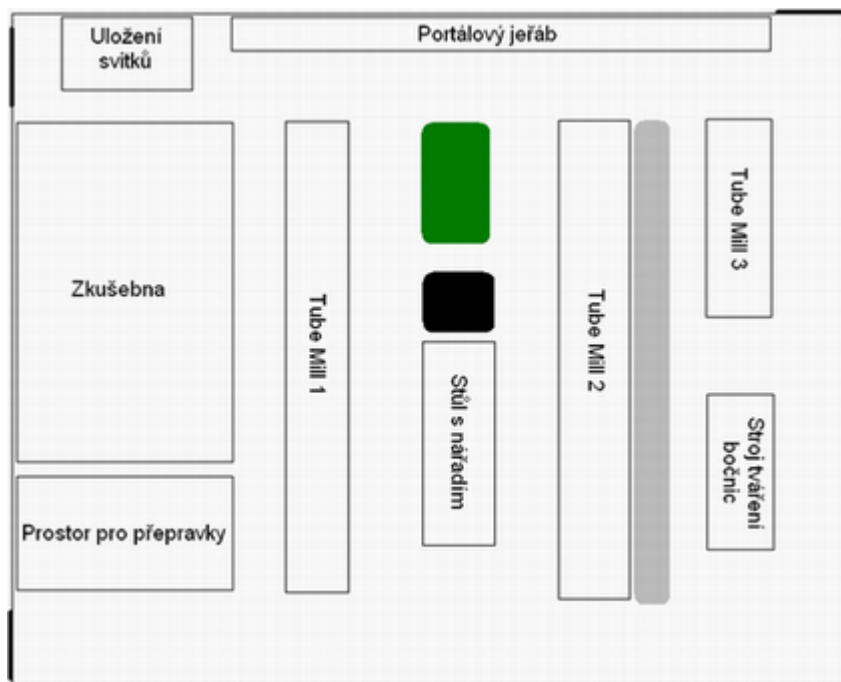 Uložení
svitků
Portálový jeřáb
Zkušebna
Tube Mill 1
Tube Mill 2
Tube Mill 3
Stůl s nářadím
Stroj tváření
bočnic
Prostor pro přepravky